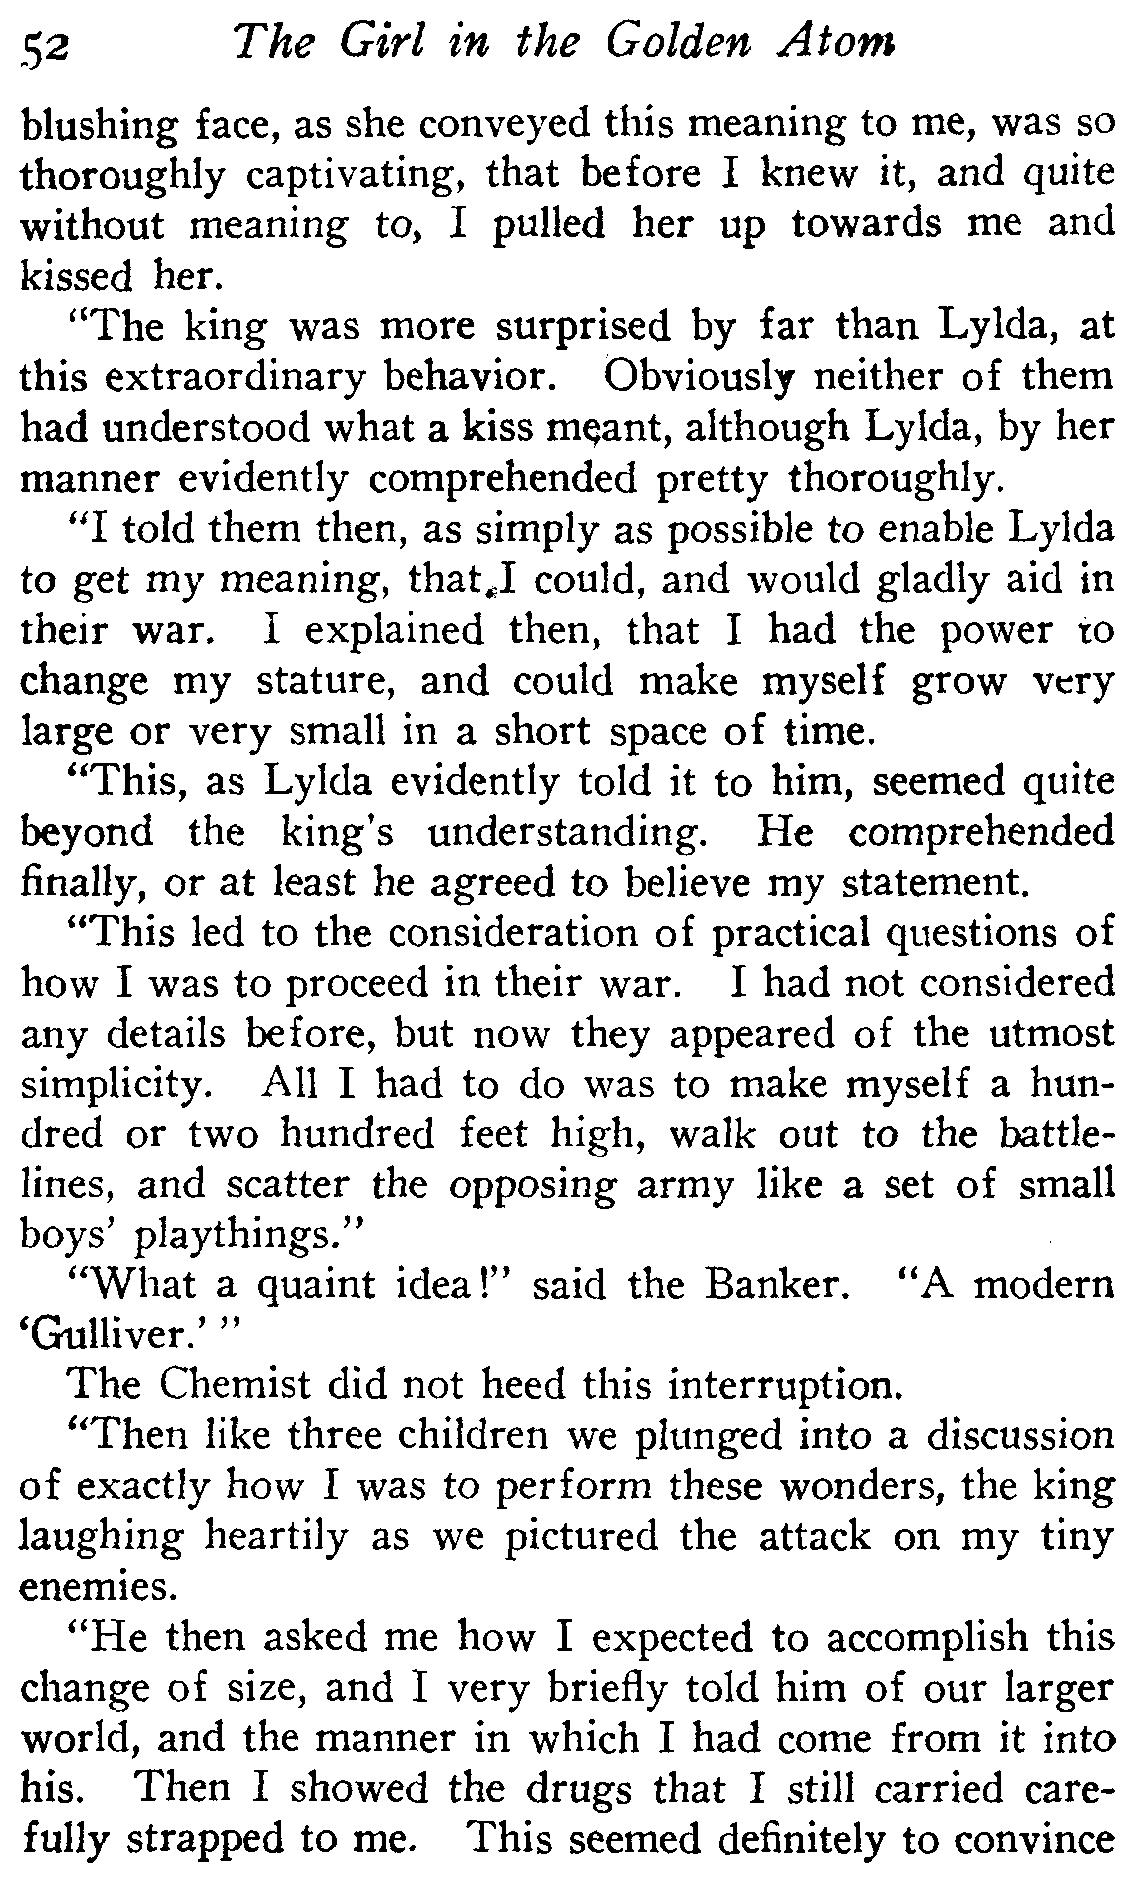 52 The Girl in the Golden Atom
blushing face, as she conveyed this meaning to me, was so
thoroughly captivating, that before I knew it, and quite
without meaning to, I pulled her up towards me and
kissed her.
"The king was more surprised by far than Lylda, at
this extraordinary behavior. Obviously neither of them
had understood what a kiss meant, although Lylda, by her
manner evidently comprehended pretty thoroughly.
"I told them then, as simply as possible to enable Lylda
to get my meaning, that I could, and would gladly aid in
their war. I explained then, that I had the power to
change my stature, and could make myself grow very
large or very small in a short space of time.
"This, as Lylda evidently told it to him, seemed quite
beyond the king's understanding. He comprehended
finally, or at least he agreed to believe my statement.
"This led to the consideration of practical questions of
how I was to proceed in their war. I had not considered
any details before, but now they appeared of the utmost
simplicity. All I had to do was to make myself a hun-
dred or two hundred feet high, walk out to the battle-
lines, and scatter the opposing army like a set of small
boys' playthings."
"What a quaint idea!" said the Banker. "A modern
'Gulliver.' "
The Chemist did not heed this interruption.
"Then like three children we plunged into a discussion
of exactly how I was to perform these wonders, the king
laughing heartily as we pictured the attack on my tiny
enemies.
"He then asked me how I expected to accomplish this
change of size, and I very briefly told him of our larger
world, and the manner in which I had come from it into
his. Then I showed the drugs that I still carried care-
fully strapped to me. This seemed definitely to convince